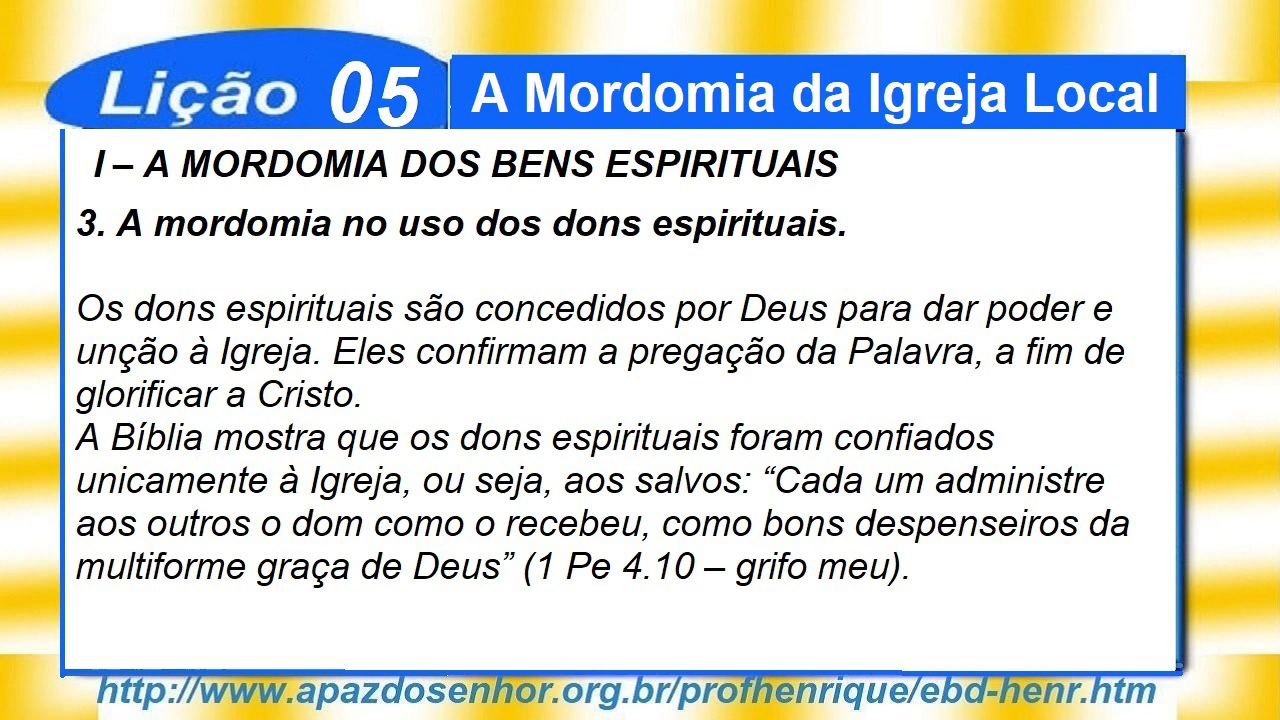 Lição 05 A Mordomia da Igreja Local
I – A MORDOMIA DOS BENS ESPIRITUAIS
3. A mordomia no uso dos dons espirituais.
Os dons espirituais são concedidos por Deus para dar poder e
unção à Igreja. Eles confirmam a pregação da Palavra, a fim de
glorificar a Cristo.
A Bíblia mostra que os dons espirituais foram confiados
unicamente à Igreja, ou seja, aos salvos: “Cada um administre
aos outros o dom como o recebeu, como bons despenseiros da
multiforme graça de Deus” (1 Pe 4.10 – grifo meu).
http://www.apazdosenhor.org.br/profhenrique/ebd-henr.htm